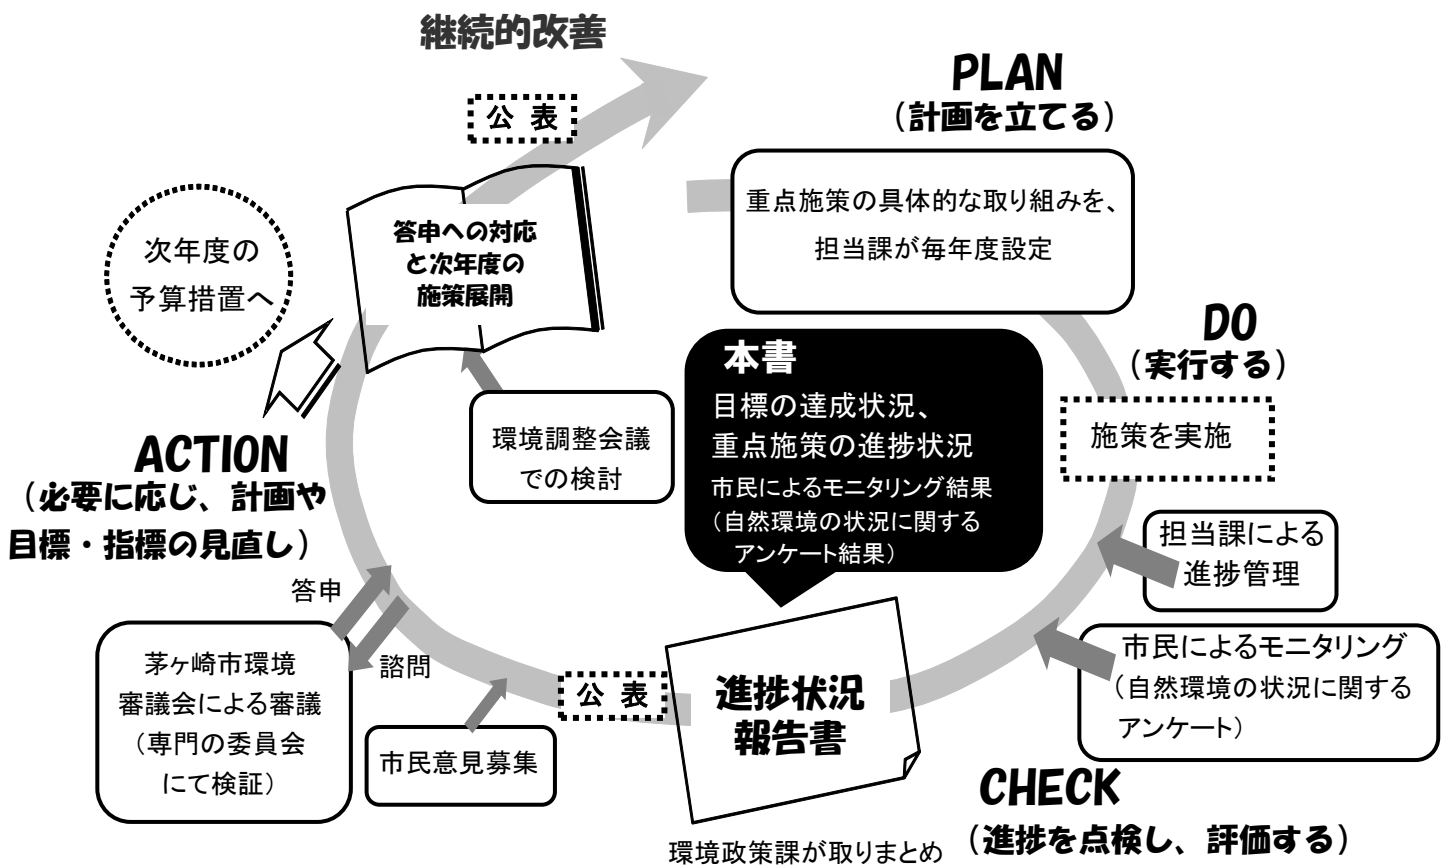 継続的改善
公 表
PLAN
（計画を立てる）
重点施策の具体的な取り組みを、
担当課が毎年度設定
DO
（実行する）
施策を実施
担当課による
進捗管理
市民によるモニタリング
（自然環境の状況に関する
アンケート）
CHECK
（進捗を点検し、評価する）
本書
目標の達成状況、
重点施策の進捗状況
市民によるモニタリング結果
（自然環境の状況に関する
アンケート結果）
進捗状況
報告書
環境政策課が取りまとめ
公 表
市民意見募集
諮問
答申
茅ヶ崎市環境
審議会による審議
（専門の委員会
にて検証）
ACTION
（必要に応じ、計画や
目標・指標の見直し）
環境調整会議
での検討
答申への対応
と次年度の
施策展開
次年度の
予算措置へ